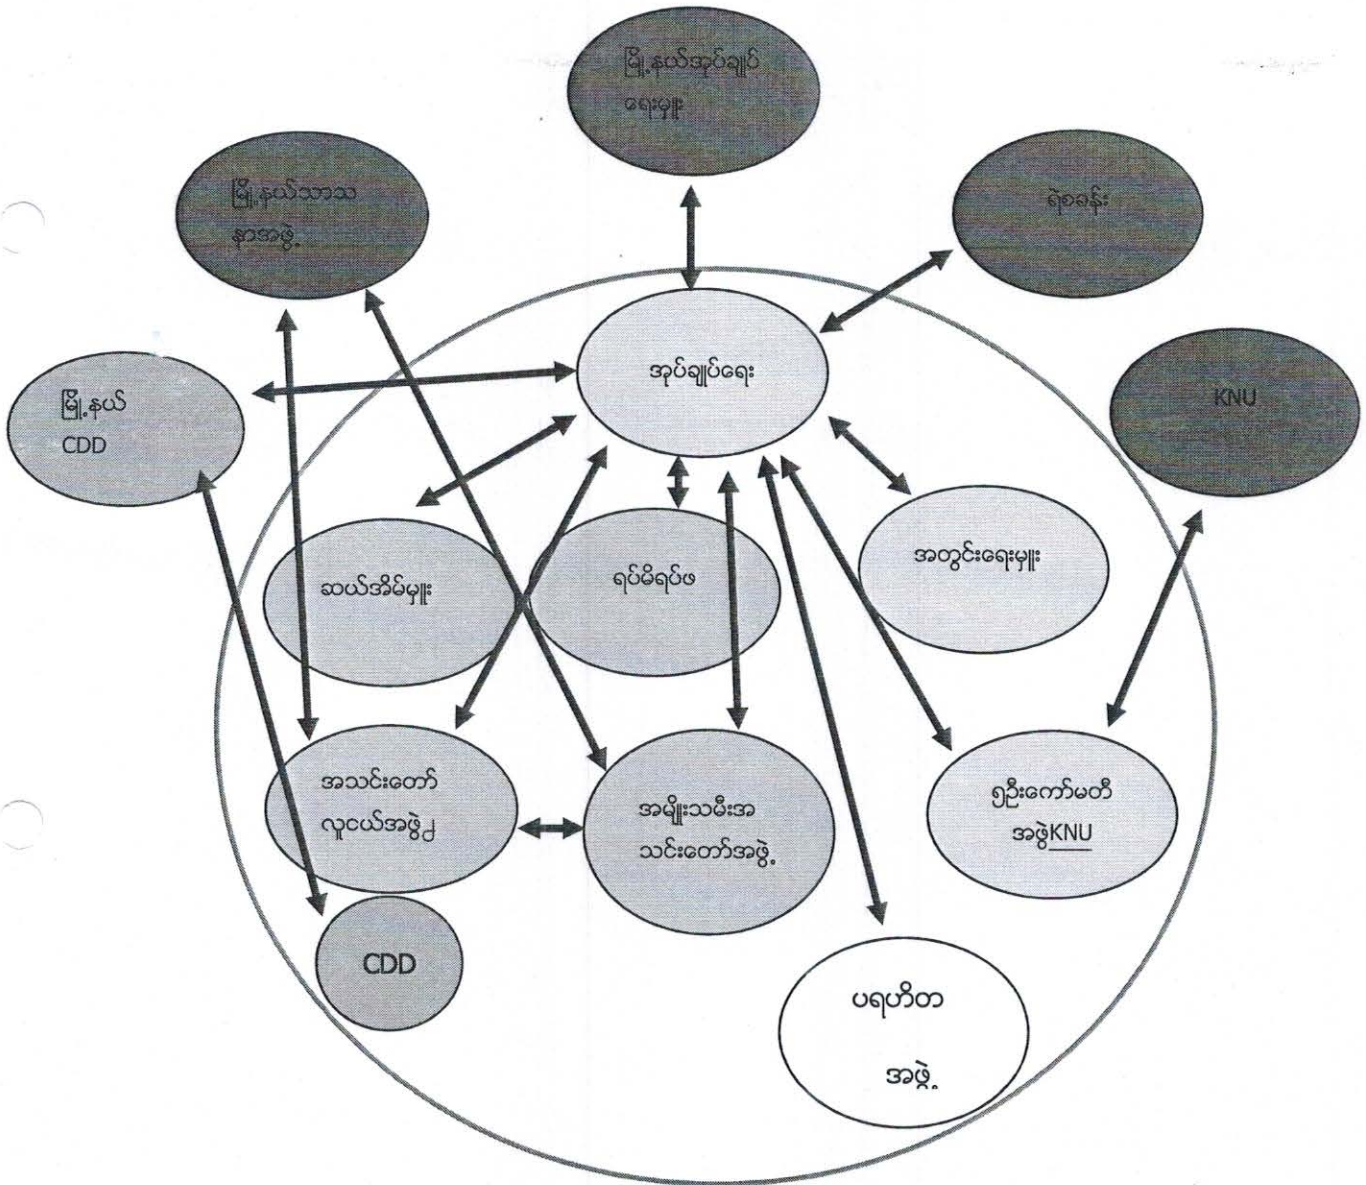 မြို့နယ်အုပ်ချုပ်
ရေးမှူး
မြို့နယ်သာသ
နာအဖွဲ့
ရဲစခန်း
မြို့နယ်
CDD
အုပ်ချုပ်ရေး
KNU
ဆယ်အိမ်မှူး
ရပ်မိရပ်ဖ
အတွင်းရေးမှူး
အသင်းတော်
လူငယ်အဖွဲ့၂
အမျိုးသမီးအ
သင်းတော်အဖွဲ့
၅ဦးကော်မတီ
အဖွဲ့KNU
CDD
ပရဟိတ
အဖွဲ့